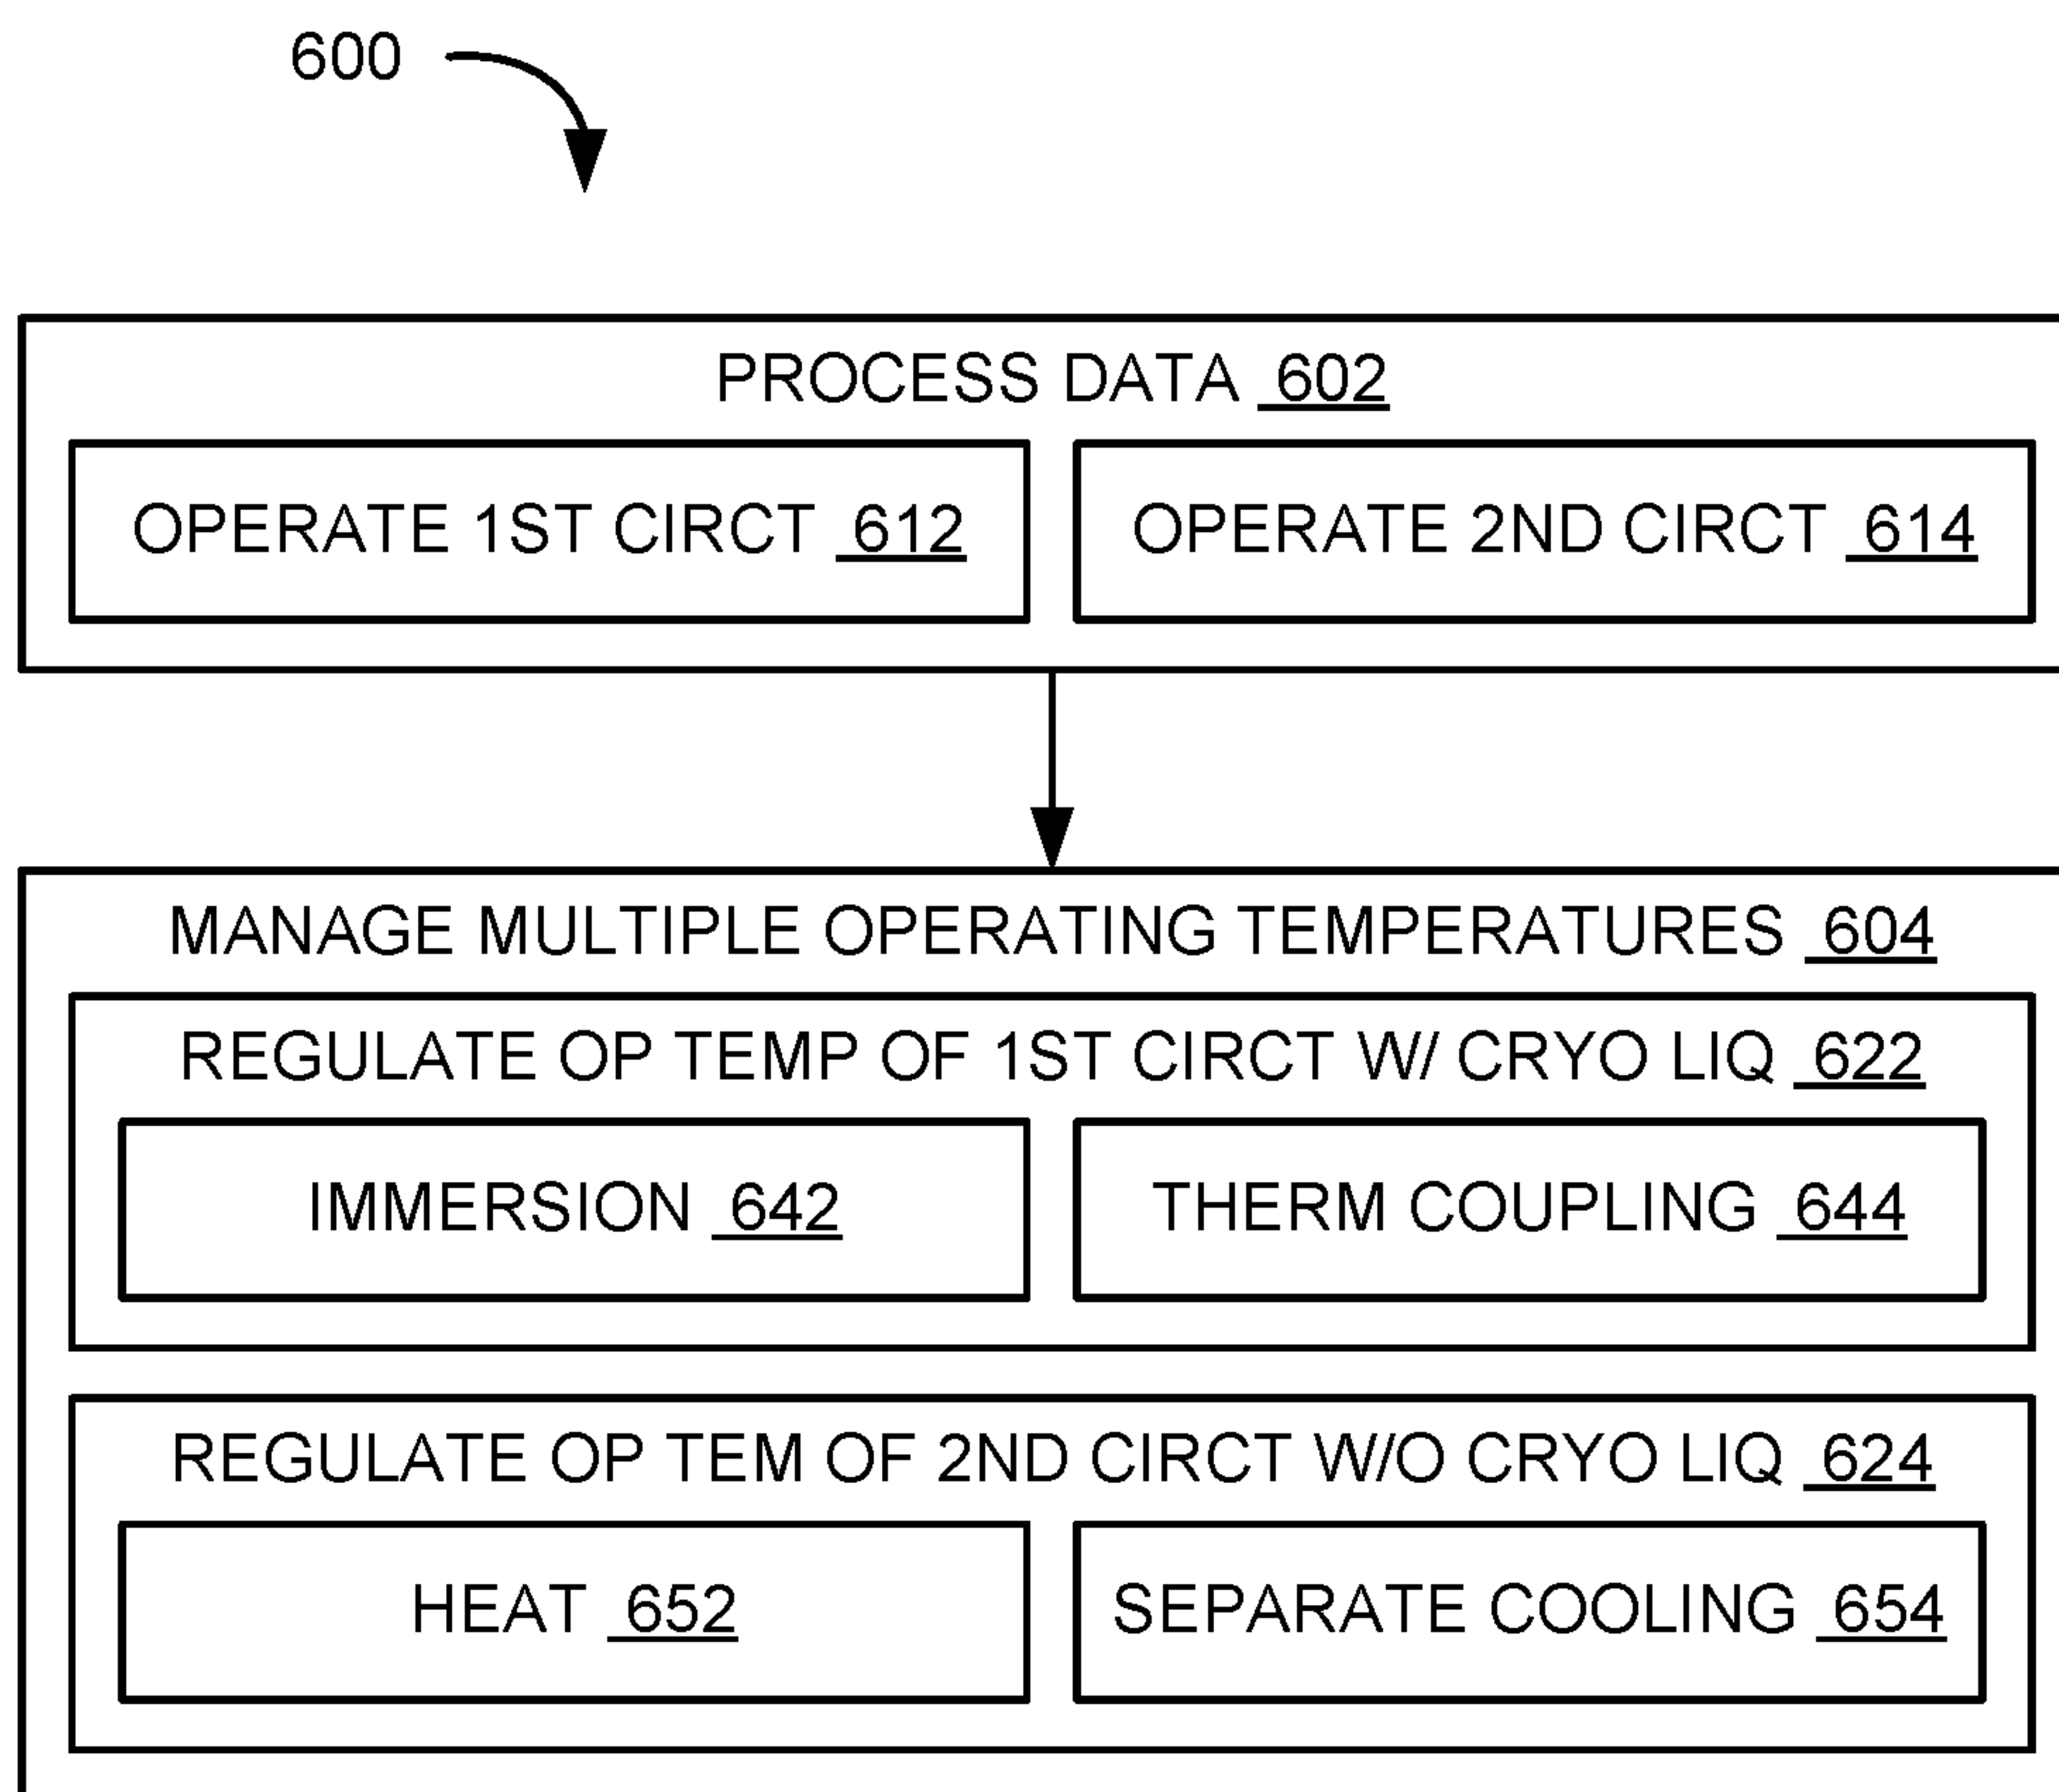 600
PROCESS DATA 602
OPERATE 1ST CIRCT 612
OPERATE 2ND CIRCT 614
MANAGE MULTIPLE OPERATING TEMPERATURES 604
REGULATE OP TEMP OF 1ST CIRCT W/ CRYO LIQ 622
IMMERSION 642
THERM COUPLING 644
REGULATE OP TEM OF 2ND CIRCT W/O CRYO LIQ 624
HEAT 652
SEPARATE COOLING 654